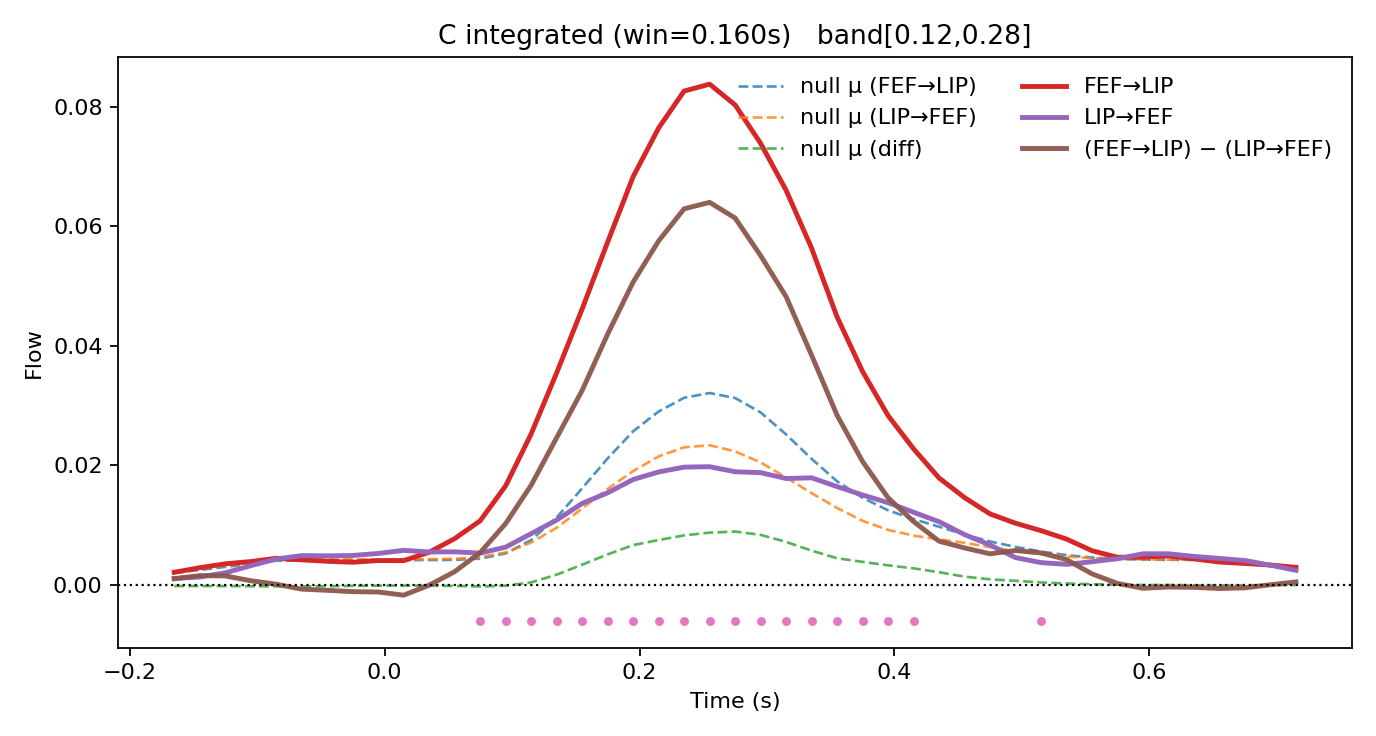 C integrated (win=0.160s)   band[0.12,0.28]
null μ (FEF→LIP)
null μ (LIP→FEF)
null μ (diff)
FEF→LIP
LIP→FEF
(FEF→LIP) − (LIP→FEF)
0.08
0.06
0.04
0.02
0.00
Flow
−0.2
0.0
0.2
0.4
0.6
Time (s)